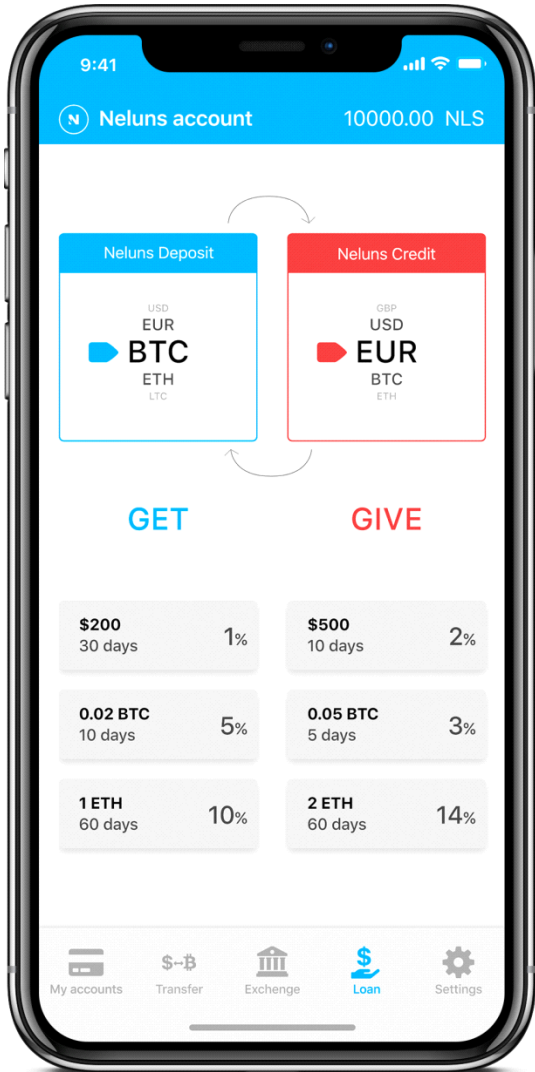 9:41
N Neluns account 10000.00 NLS
Neluns Deposit
Neluns Credit
USD
EUR
BTC
ETH
LTC
GBP
USD
EUR
BTC
ETH
GET
GIVE
$200
30 days
1%
$500
10 days
2%
0.02 BTC
10 days
5%
0.05 BTC
5 days
3%
1 ETH
60 days
10%
2 ETH
60 days
14%
$↔₿
$
My accounts
Transfer
Exchenge
Loan
Settings